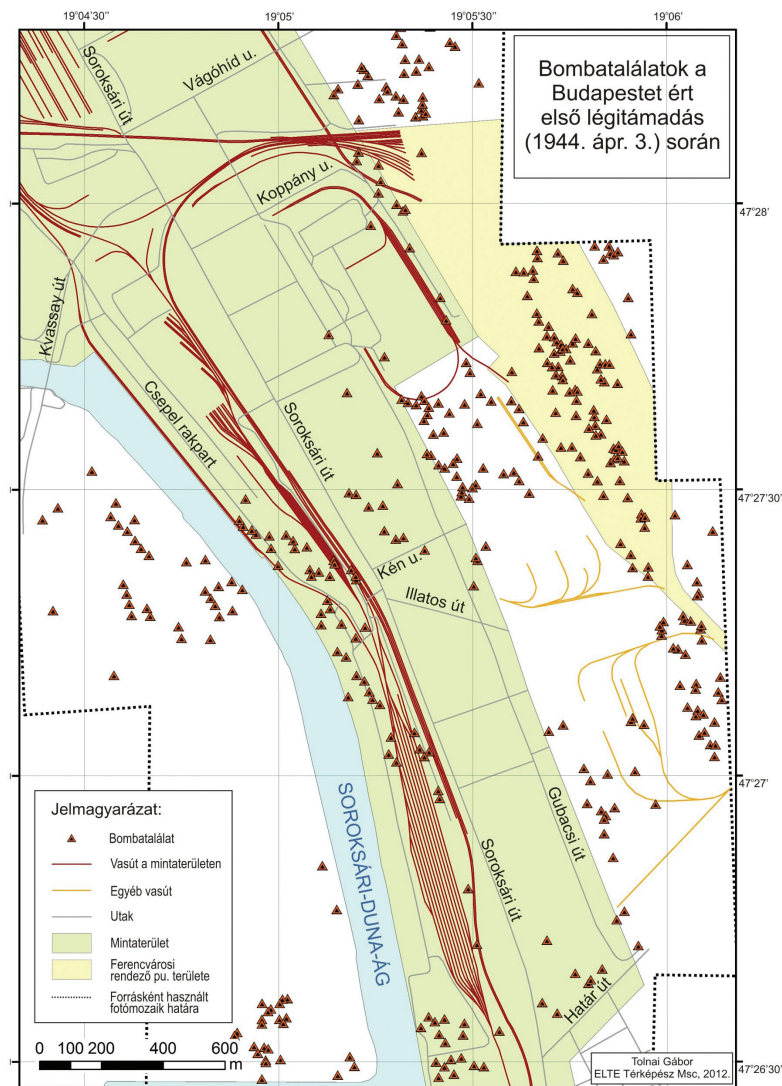 19°04'30"
19°05'
19°05'30"
19°06'
Bombatalálatok a
Budapestet ért
első légitámadás
(1944. ápr. 3.) során
Soroksári út
Vágóhíd u.
Koppány u.
47°28'
Kvassay út
Csepel rakpart
Soroksári út
47°27'30"
Kén u.
Illatos út
47°27'
SOROKSÁRI-DUNA-ÁG
Soroksári út
Gubacsi út
Határ út
Jelmagyarázat:
Bombatalálat
Vasút a mintaterületen
Egyéb vasút
Utak
Mintaterület
Ferencvárosi
rendező pu. területe
Forrásként használt
fotómozaik határa
0 100 200 400 600
m
Tolnai Gábor
ELTE Térképész Msc, 2012.
47°26'30"